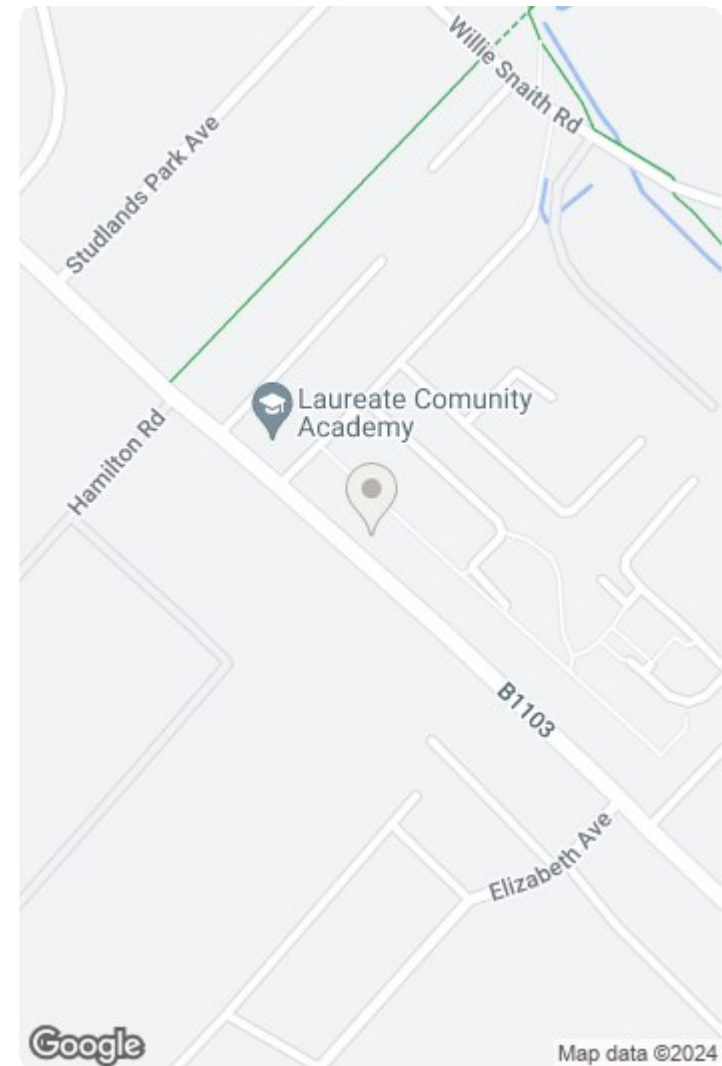 Willie Snaith Rd
Studlands Park Ave
Laureate Comunity
Academy
Hamilton Rd
B1103
Elizabeth Ave
Google
Map data ©2024